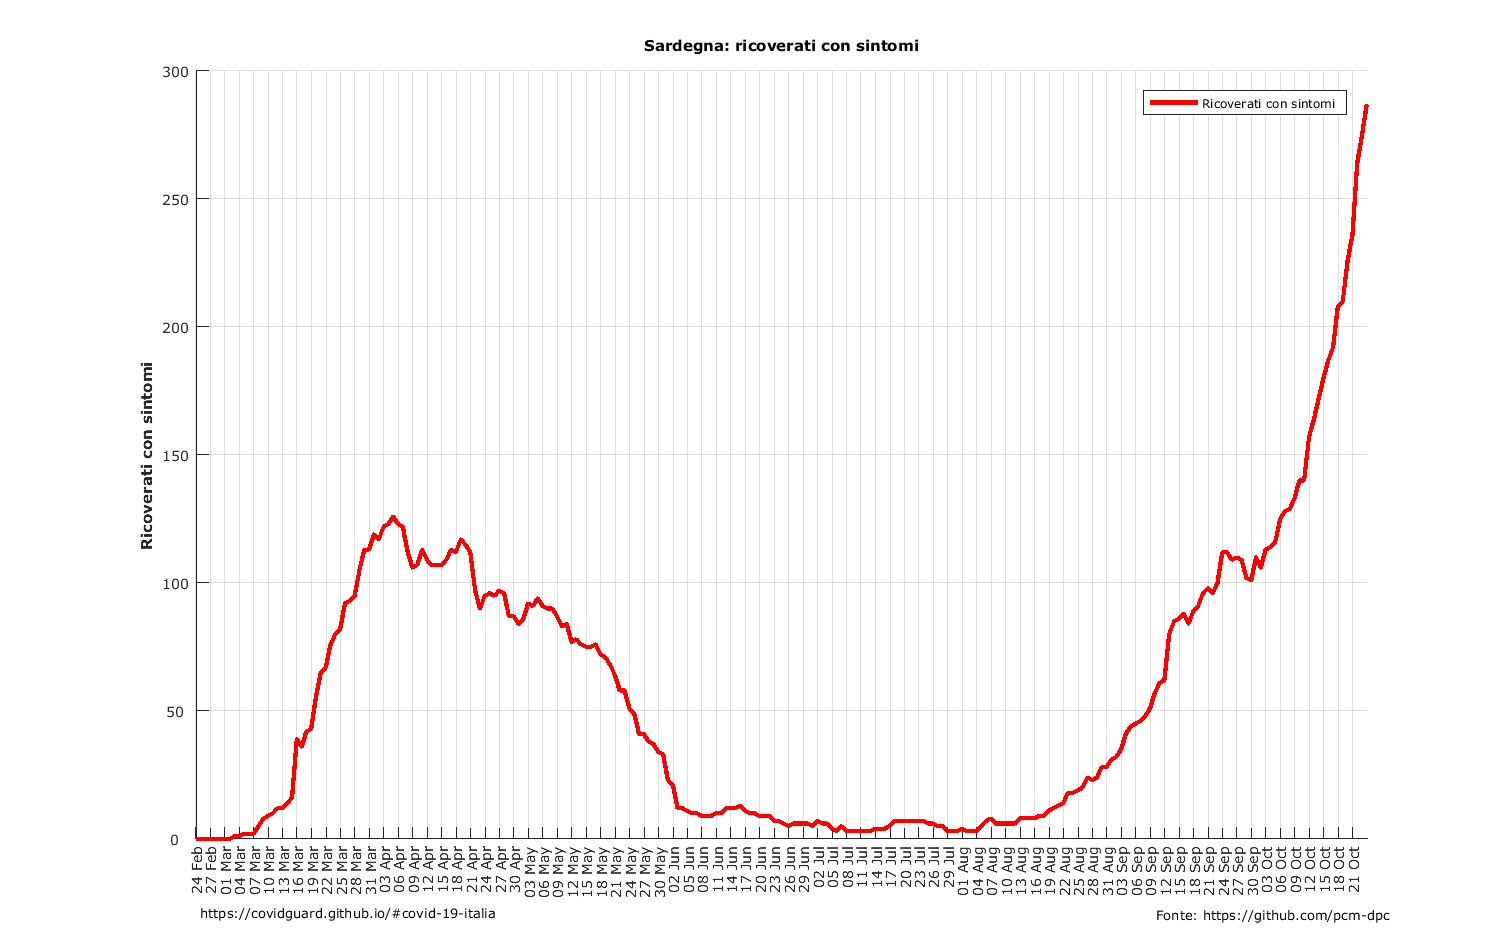 Sardegna: ricoverati con sintomi
Ricoverati con sintomi
Ricoverati con sintomi
300
250
200
150
100
50
0
24 Feb
27 Feb
01 Mar
04 Mar
07 Mar
10 Mar
13 Mar
16 Mar
19 Mar
22 Mar
25 Mar
28 Mar
31 Mar
03 Apr
06 Apr
09 Apr
12 Apr
15 Apr
18 Apr
21 Apr
24 Apr
27 Apr
30 Apr
03 May
06 May
09 May
12 May
15 May
18 May
21 May
24 May
27 May
30 May
02 Jun
05 Jun
08 Jun
11 Jun
14 Jun
17 Jun
20 Jun
23 Jun
26 Jun
29 Jun
02 Jul
05 Jul
08 Jul
11 Jul
14 Jul
17 Jul
20 Jul
23 Jul
26 Jul
29 Jul
01 Aug
04 Aug
07 Aug
10 Aug
13 Aug
16 Aug
19 Aug
22 Aug
25 Aug
28 Aug
31 Aug
03 Sep
06 Sep
09 Sep
12 Sep
15 Sep
18 Sep
21 Sep
24 Sep
27 Sep
30 Sep
03 Oct
06 Oct
09 Oct
12 Oct
15 Oct
18 Oct
21 Oct
https://covidguard.github.io/#covid-19-italia
Fonte: https://github.com/pcm-dpc